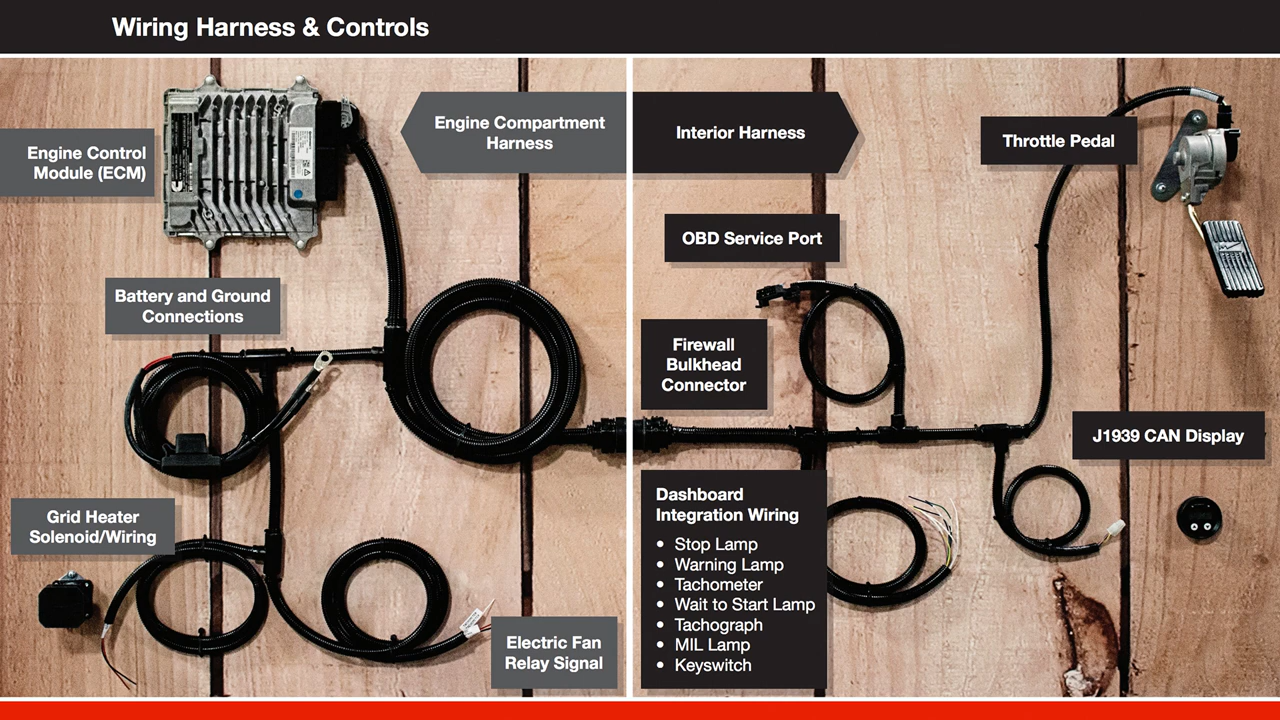 Wiring Harness & Controls
Engine Control
Module (ECM)
Engine Compartment
Harness
Battery and Ground
Connections
Grid Heater
Solenoid/Wiring
Electric Fan
Relay Signal
Interior Harness
Throttle Pedal
OBD Service Port
Firewall
Bulkhead
Connector
J1939 CAN Display
Dashboard
Integration Wiring
• Stop Lamp
• Warning Lamp
• Tachometer
• Wait to Start Lamp
• Tachograph
• MIL Lamp
• Keyswitch